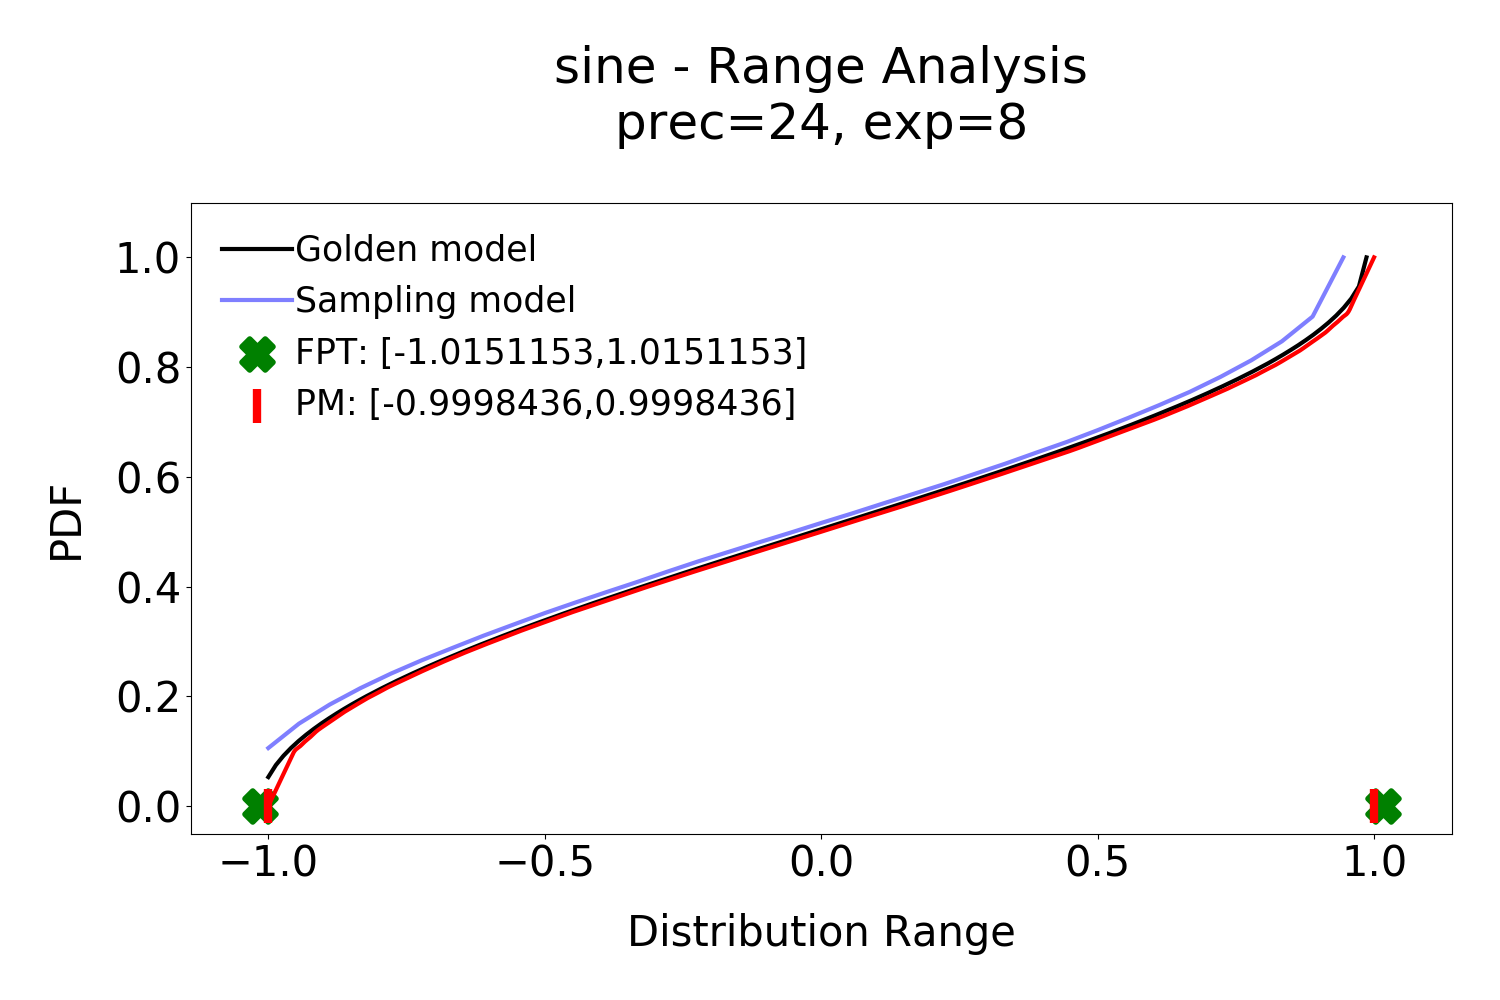 sine - Range Analysis
prec=24, exp=8
Golden model
Sampling model
FPT: [-1.0151153,1.0151153]
PM: [-0.9998436,0.9998436]
1.0
0.8
0.6
0.4
0.2
0.0
PDF
−1.0
−0.5
0.0
0.5
1.0
Distribution Range